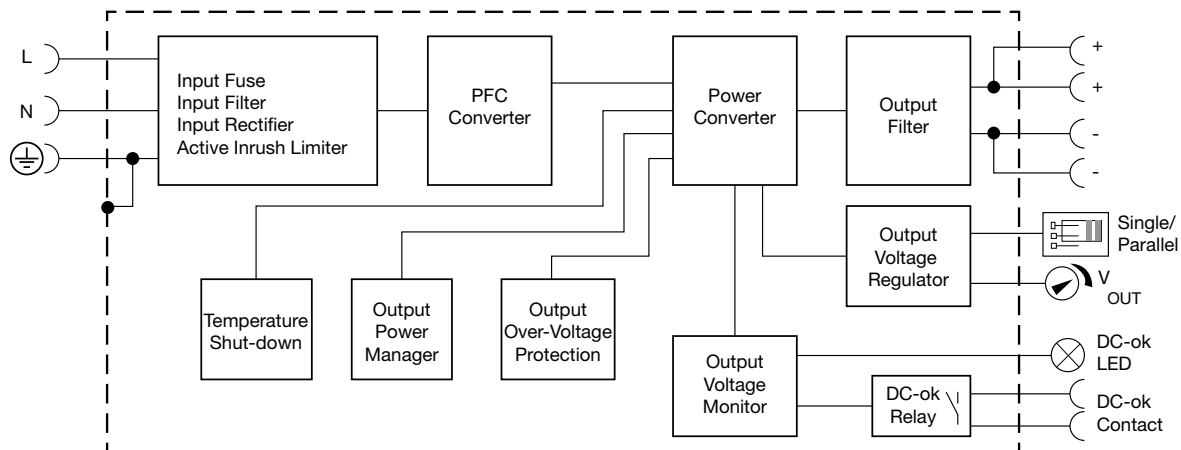 L
N
Input Fuse
Input Filter
Input Rectifier
Active Inrush Limiter
PFC
Converter
Power
Converter
Output
Filter
+
+
-
-
Output
Voltage
Regulator
Single/
Parallel
V
OUT
Temperature
Shut-down
Output
Power
Manager
Output
Over-Voltage
Protection
Output
Voltage
Monitor
DC-ok
LED
DC-ok
Relay
DC-ok
Contact